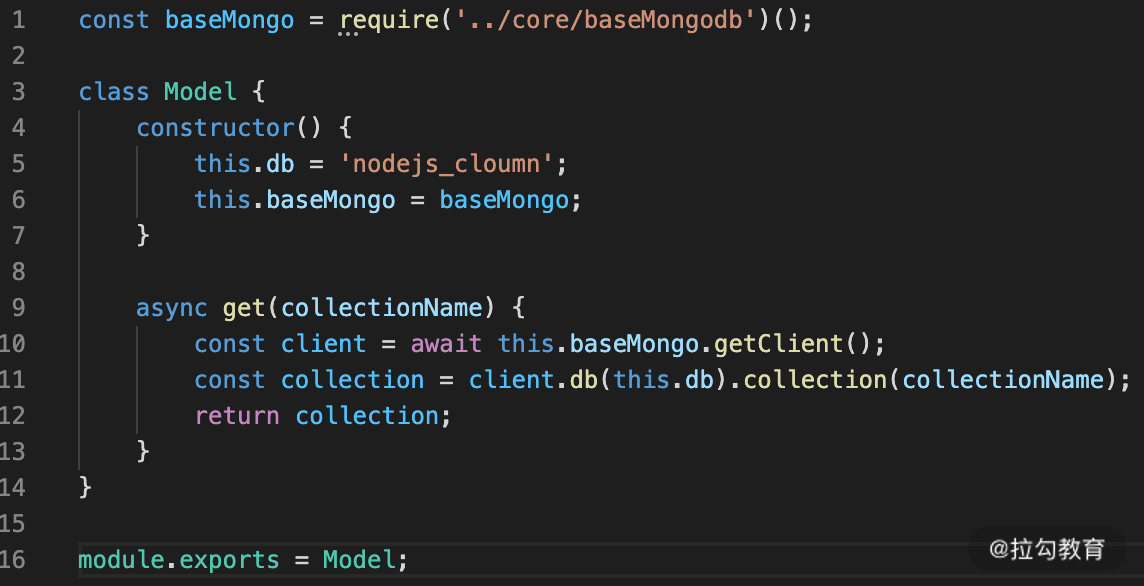 1 const baseMongo = require('../core/baseMongodb')();
2
3 class Model {
4     constructor() {
5         this.db = 'nodejs_cloumn';
6         this.baseMongo = baseMongo;
7     }
8
9     async get(collectionName) {
10         const client = await this.baseMongo.getClient();
11         const collection = client.db(this.db).collection(collectionName);
12         return collection;
13     }
14 }
15
16 module.exports = Model;
@拉勾教育